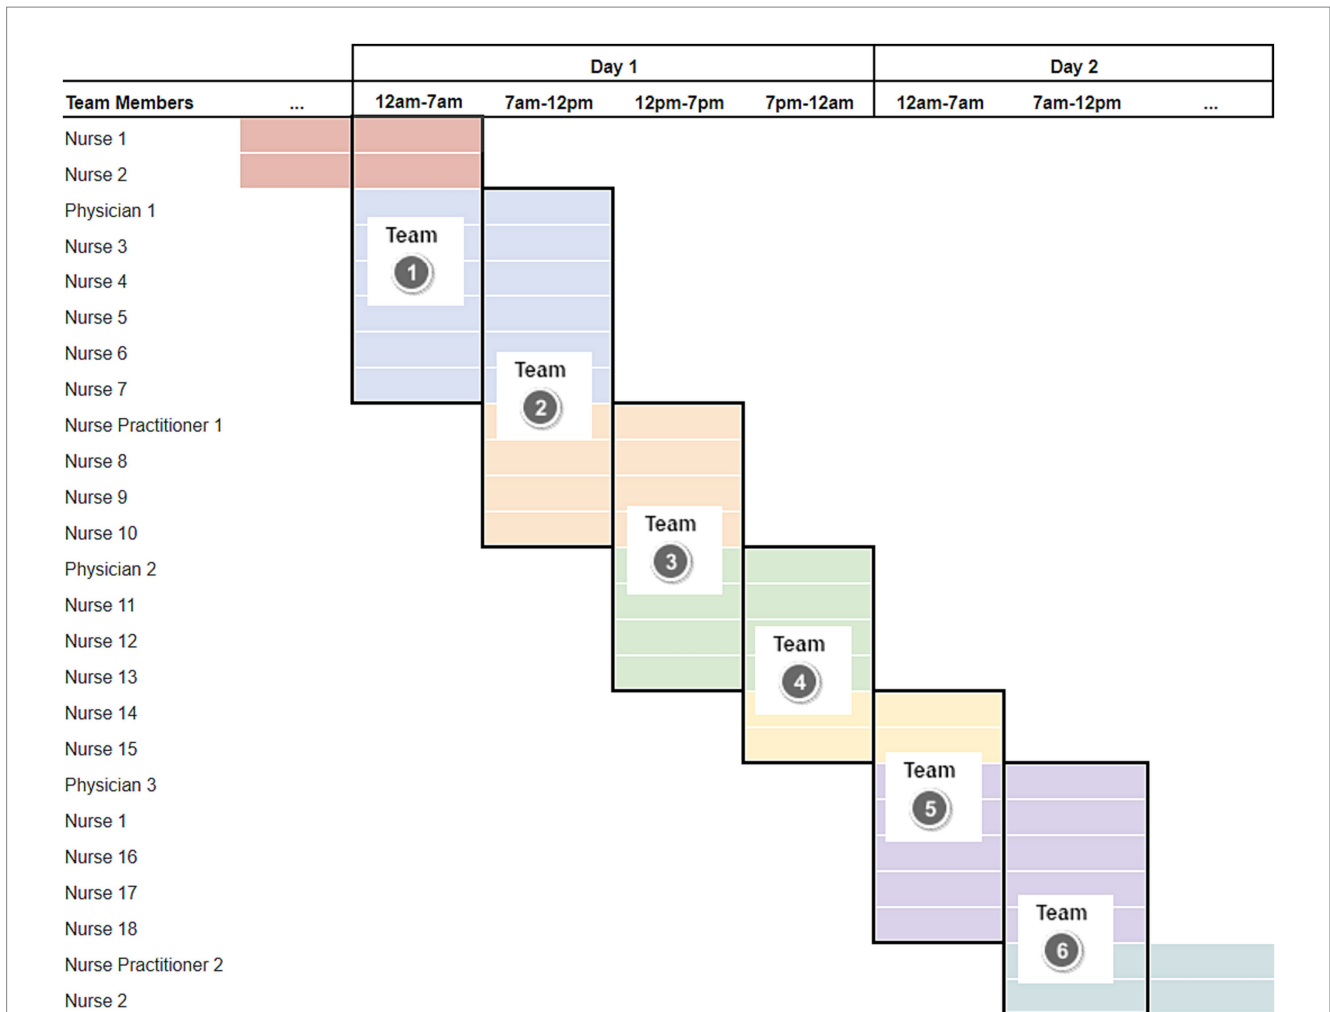 Day 1 Day 2
Team Members ... 12am-7am 7am-12pm 12pm-7pm 7pm-12am 12am-7am 7am-12pm ...
Nurse 1
Nurse 2
Physician 1
Team
Nurse 3
1
Nurse 4
Nurse 5
Nurse 6
Team
Nurse 7
2
Nurse Practitioner 1
Nurse 8
Nurse 9
Team
Nurse 10
3
Physician 2
Nurse 11
Nurse 12
Team
Nurse 13
4
Nurse 14
Nurse 15
Team
Physician 3
5
Nurse 1
Nurse 16
Nurse 17
Team
Nurse 18
6
Nurse Practitioner 2
Nurse 2